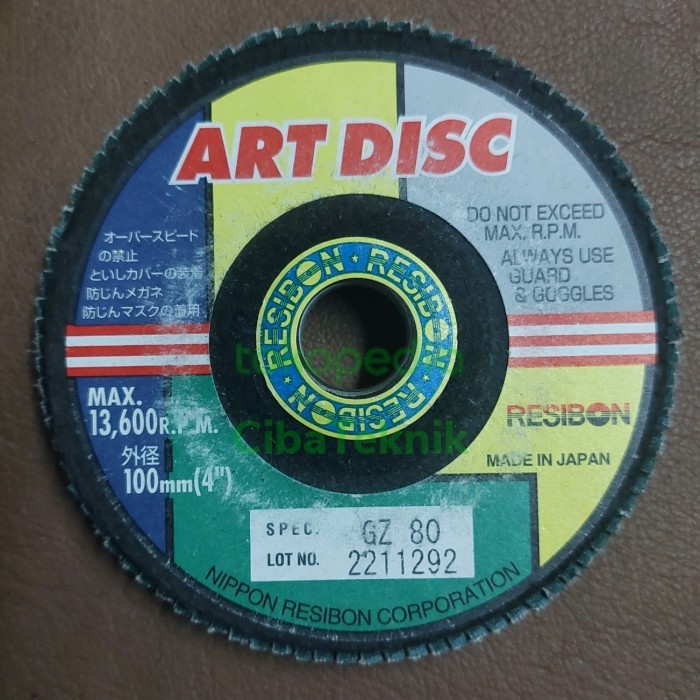 ART DISC
DO NOT EXCEED
MAX. R.P.M.
ALWAYS USE
GUARD
& GOGGLES
オーバースピード
の禁止
といしカバーの装着
防じんメガネ
防じんマスクの着用
RESIBON ★ RESIBON ★ RESIBON ★
MAX.
13,600 R.P.M.
外径
100mm(4")
RESIBON
MADE IN JAPAN
tokopedia
CibaTeknik
SPEC. GZ 80
LOT NO. 2211292
NIPPON RESIBON CORPORATION